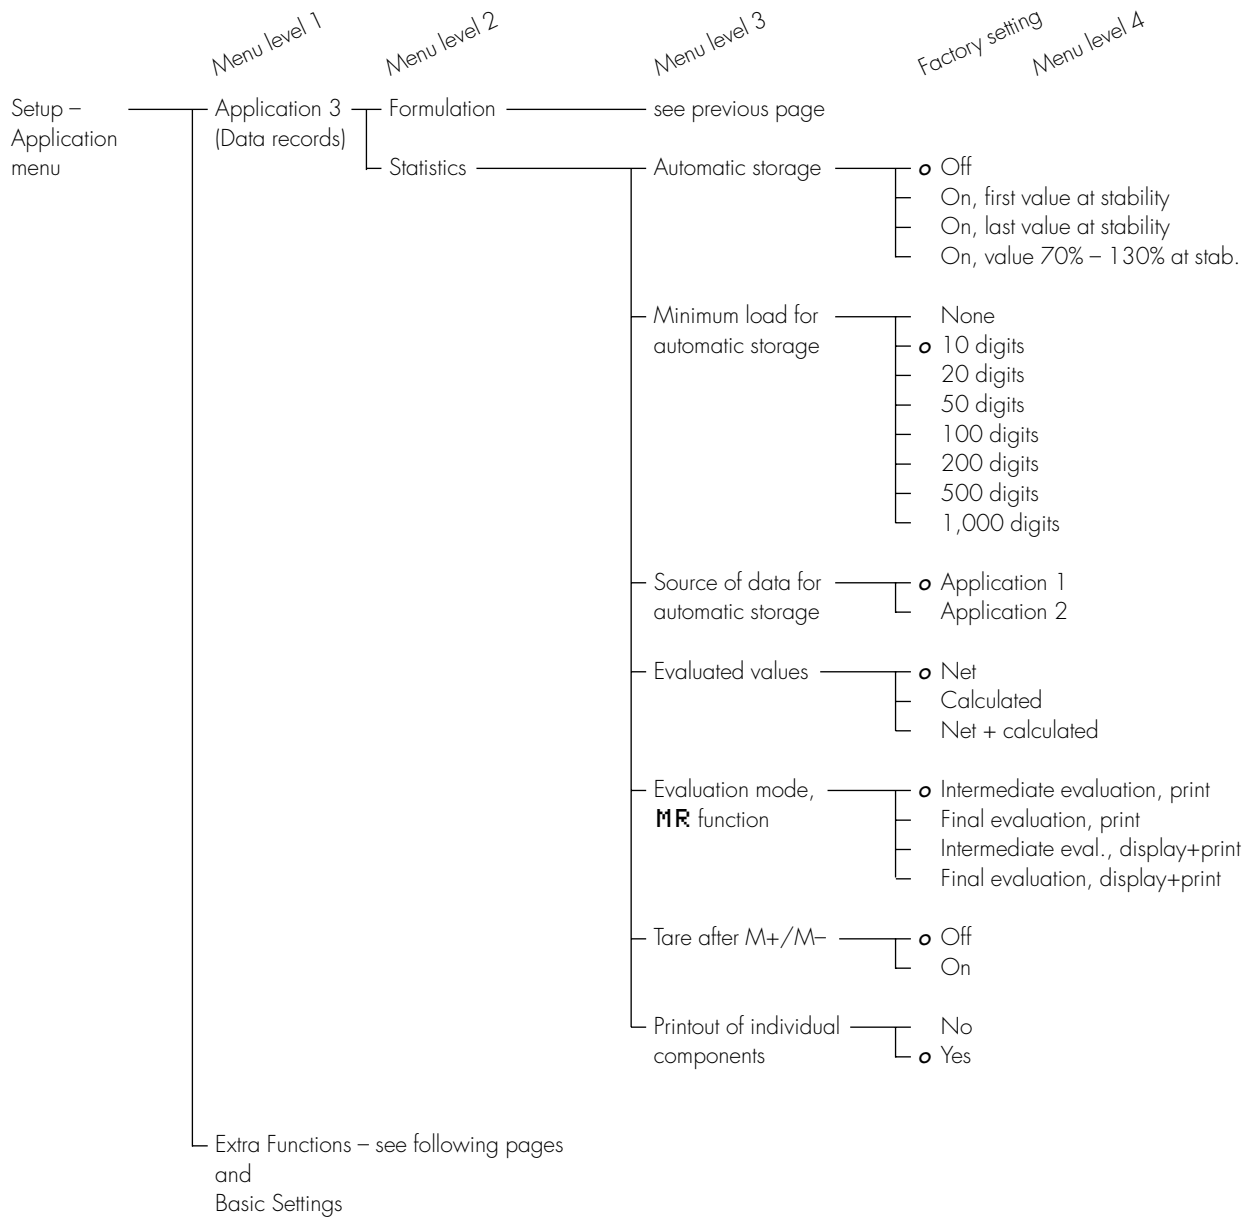 Menu level 1
Menu level 2
Menu level 3
Factory setting
Menu level 4
Setup –
Application
menu
Application 3
(Data records)
Formulation
see previous page
Statistics
Automatic storage
o Off
On, first value at stability
On, last value at stability
On, value 70% – 130% at stab.
Minimum load for
automatic storage
None
o 10 digits
20 digits
50 digits
100 digits
200 digits
500 digits
1,000 digits
Source of data for
automatic storage
o Application 1
Application 2
Evaluated values
o Net
Calculated
Net + calculated
Evaluation mode,
MR function
o Intermediate evaluation, print
Final evaluation, print
Intermediate eval., display+print
Final evaluation, display+print
Tare after M+/M–
o Off
On
Printout of individual
components
No
o Yes
Extra Functions – see following pages
and
Basic Settings